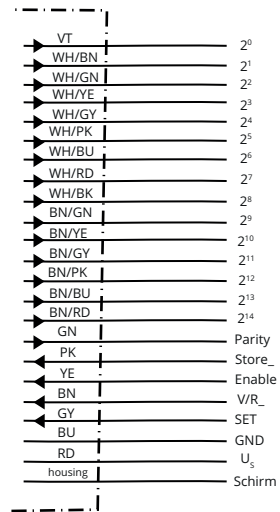 VT 2⁰
WH/BN 2¹
WH/GN 2²
WH/YE 2³
WH/GY 2⁴
WH/PK 2⁵
WH/BU 2⁶
WH/RD 2⁷
WH/BK 2⁸
BN/GN 2⁹
BN/YE 2¹⁰
BN/GY 2¹¹
BN/PK 2¹²
BN/BU 2¹³
BN/RD 2¹⁴
GN Parity
PK Store_
YE Enable
BN V/R_
GY SET
BU GND
RD Uₛ
housing Schirm